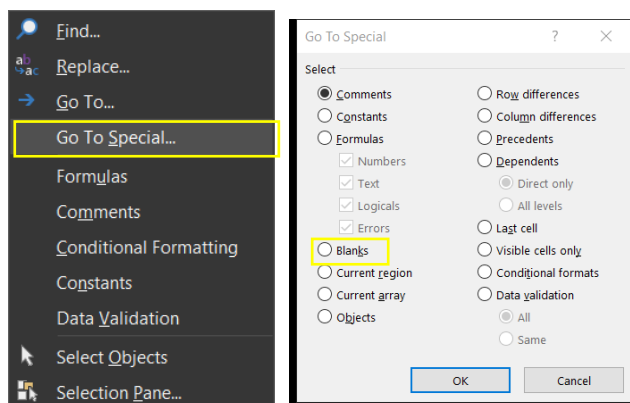 Find...
ab
ac
Replace...
Go To...
Go To Special...
Formulas
Comments
Conditional Formatting
Constants
Data Validation
Select Objects
Selection Pane...
Go To Special
?
Select
Comments
Constants
Formulas
Numbers
Text
Logicals
Errors
Blanks
Current region
Current array
Objects
Row differences
Column differences
Precedents
Dependents
Direct only
All levels
Last cell
Visible cells only
Conditional formats
Data validation
All
Same
OK
Cancel